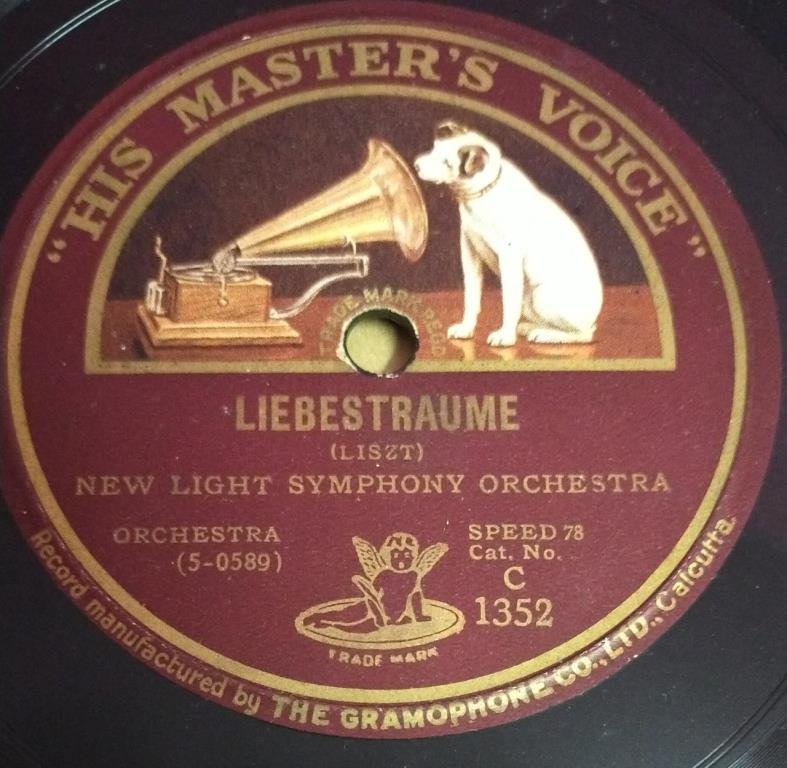 "HIS MASTER'S VOICE"
TRADE MARK REGD
LIEBESTRAUME
(LISZT)
NEW LIGHT SYMPHONY ORCHESTRA
ORCHESTRA
(5-0589)
SPEED 78
Cat. No.
C
1352
TRADE MARK
Record manufactured by THE GRAMOPHONE CO., LTD., Calcutta.